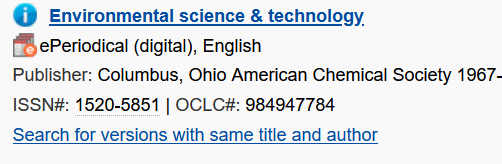 Environmental science & technology
ePeriodical (digital), English
Publisher: Columbus, Ohio American Chemical Society 1967-
ISSN#: 1520-5851 | OCLC#: 984947784
Search for versions with same title and author